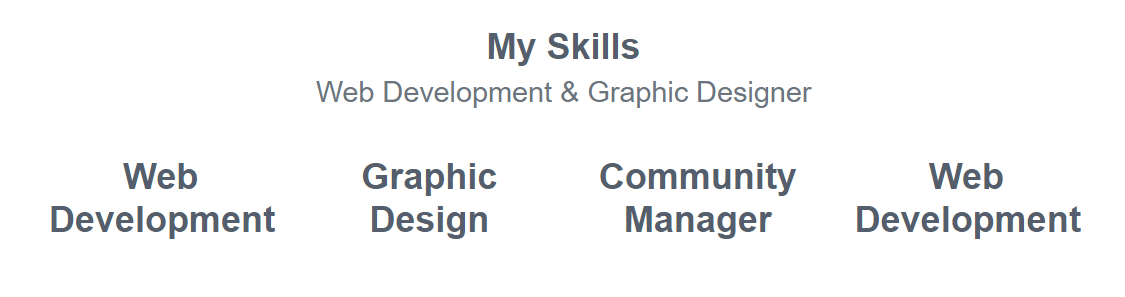 My Skills
Web Development & Graphic Designer
Web
Development
Graphic
Design
Community
Manager
Web
Development